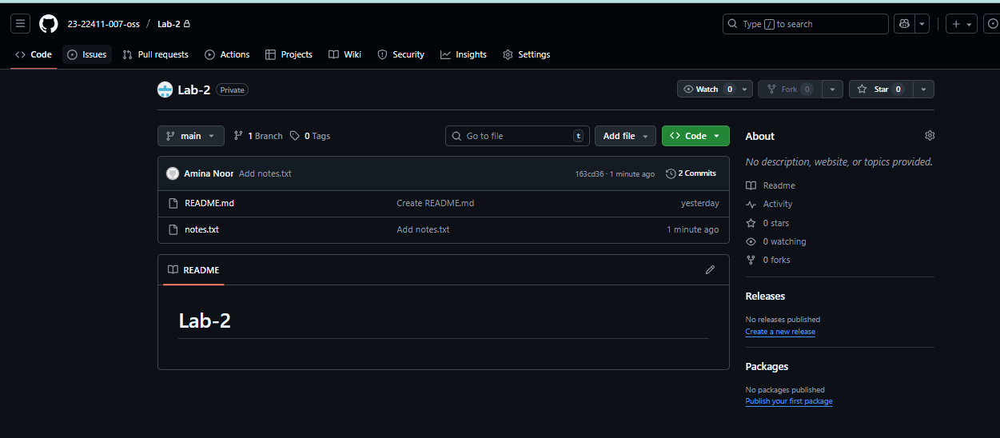 23-22411-007-oss / Lab-2
Type / to search
Code Issues Pull requests Actions Projects Wiki Security Insights Settings
Lab-2 Private
Watch 0 Fork 0 Star 0
main 1 Branch 0 Tags
Go to file t Add file Code
Amina Noor Add notes.txt 163cd36 · 1 minute ago 2 Commits
README.md Create README.md yesterday
notes.txt Add notes.txt 1 minute ago
README
Lab-2
About
No description, website, or topics provided.
Readme
Activity
0 stars
0 watching
0 forks
Releases
No releases published
Create a new release
Packages
No packages published
Publish your first package